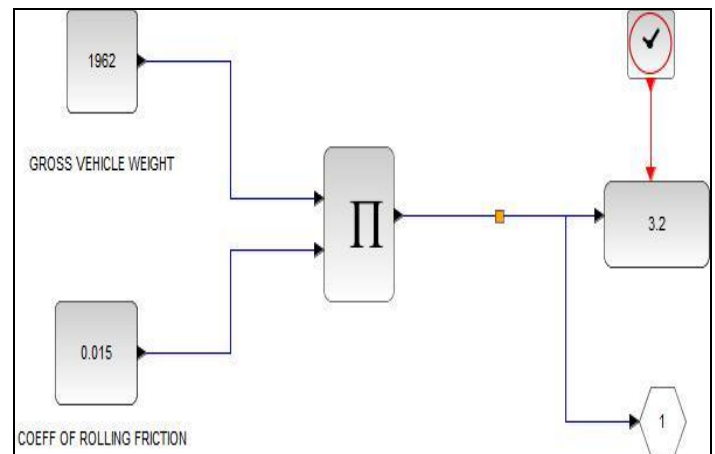 1962
GROSS VEHICLE WEIGHT
Π
3.2
0.015
1
COEFF OF ROLLING FRICTION